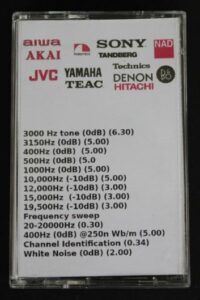 aiwa SONY NAD
AKAI TANDBERG
JVC YAMAHA Technics B&O
TEAC DENON
HITACHI
3000 Hz tone (0dB) (6.30)
3150Hz (0dB) (5.00)
400Hz (0dB) (5.00)
500Hz (0dB) (5.0
1000Hz (0dB) (5.00)
10,000Hz (-10dB) (5.00)
12,000Hz (-10dB) (3.00)
15,000Hz (-10dB) (3.00)
19,500Hz (-10dB) (3.00)
Frequency sweep
20-20000Hz (0.30)
400Hz (0dB) @250n Wb/m (5.00)
Channel Identification (0.34)
White Noise (0dB) (2.00)